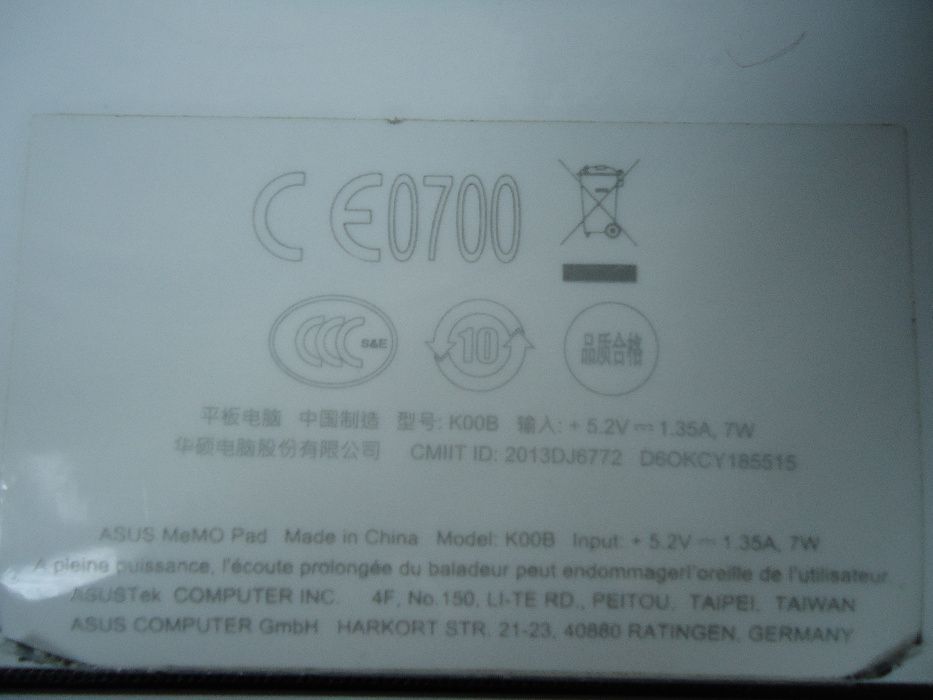 CE0700
CCC S&E 10 品质合格
平板电脑 中国制造 型号: K00B 输入: + 5.2V ⎓ 1.35A, 7W
华硕电脑股份有限公司 CMIIT ID: 2013DJ6772 D6OKCY185515
ASUS MeMO Pad Made in China Model: K00B Input: + 5.2V ⎓ 1.35A, 7W
A pleine puissance, l'écoute prolongée du baladeur peut endommagerl'oreille de l'utilisateur
ASUSTek COMPUTER INC. 4F, No.150, LI-TE RD., PEITOU, TAIPEI, TAIWAN
ASUS COMPUTER GmbH HARKORT STR. 21-23, 40880 RATINGEN, GERMANY